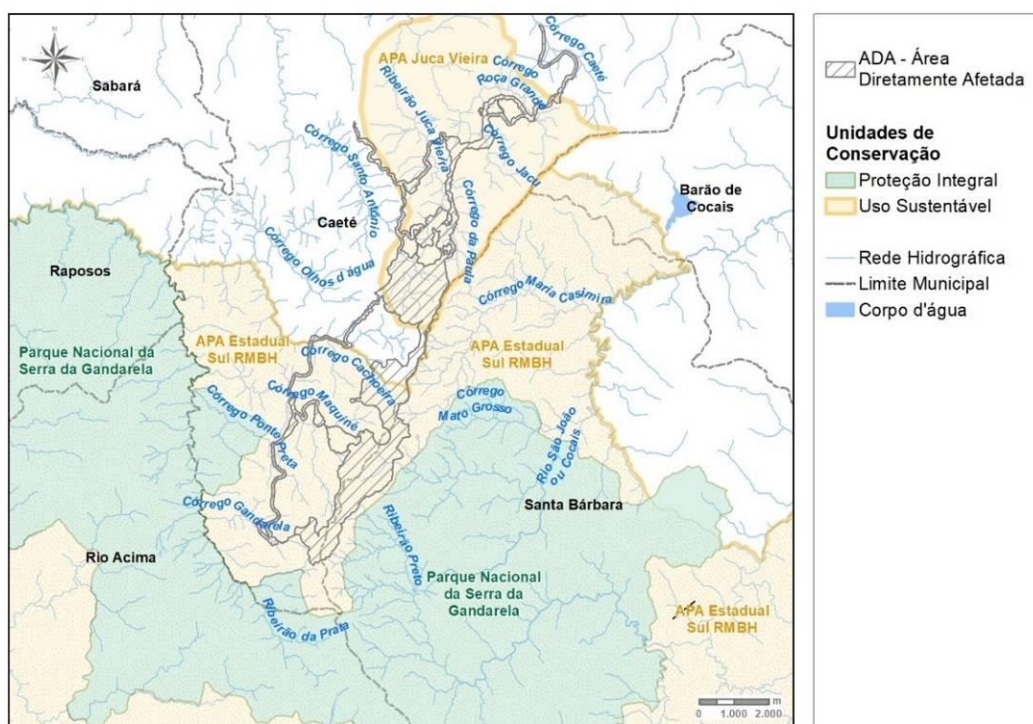 N
S
Sabará
APA Juca Vieira
Córrego Caeté
Córrego
Roça Grande
Ribeirão Juca Vieira
Córrego Santo Antônio
Córrego Jacu
Córrego da Paula
Caeté
Barão de
Cocais
Córrego Olhos d'água
Raposos
Córrego Maria Casimira
Parque Nacional da
Serra da Gandarela
APA Estadual
Sul RMBH
Córrego Cachoeira
APA Estadual
Sul RMBH
Córrego Maquiné
Córrego
Mato Grosso
Córrego Ponte Preta
Rio São João
ou Cocais
Santa Bárbara
Córrego Gandarela
Ribeirão Preto
Rio Acima
Parque Nacional
da Serra da
Gandarela
Ribeirão da Prata
APA Estadual
Sul RMBH
m
0 1.000 2.000
ADA - Área
Diretamente Afetada
Unidades de
Conservação
Proteção Integral
Uso Sustentável
Rede Hidrográfica
Limite Municipal
Corpo d'água